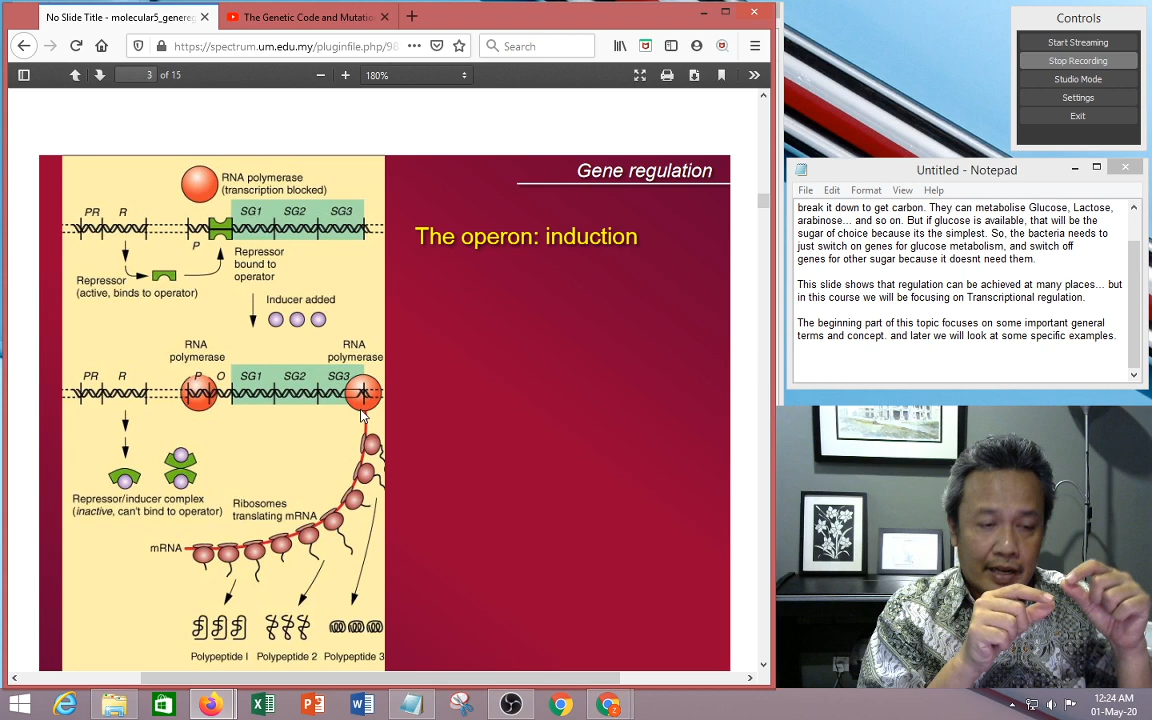 No Slide Title - molecular5_genereg
The Genetic Code and Mutatio
https://spectrum.um.edu.my/pluginfile.php/98
Search
3 of 15
180%
Gene regulation
The operon: induction
RNA polymerase
(transcription blocked)
PR R SG1 SG2 SG3
P
Repressor
bound to
operator
Repressor
(active, binds to operator)
Inducer added
RNA
polymerase
RNA
polymerase
PR R P O SG1 SG2 SG3
Repressor/inducer complex
(inactive, can't bind to operator)
Ribosomes
translating mRNA
mRNA
Polypeptide 1 Polypeptide 2 Polypeptide 3
Controls
Start Streaming
Stop Recording
Studio Mode
Settings
Exit
Untitled - Notepad
File Edit Format View Help
break it down to get carbon. They can metabolise Glucose, Lactose,
arabinose... and so on. But if glucose is available, that will be the
sugar of choice because its the simplest. So, the bacteria needs to
just switch on genes for glucose metabolism, and switch off
genes for other sugar because it doesnt need them.
This slide shows that regulation can be achieved at many places... but
in this course we will be focusing on Transcriptional regulation.
The beginning part of this topic focuses on some important general
terms and concept. and later we will look at some specific examples.
12:24 AM
01-May-20